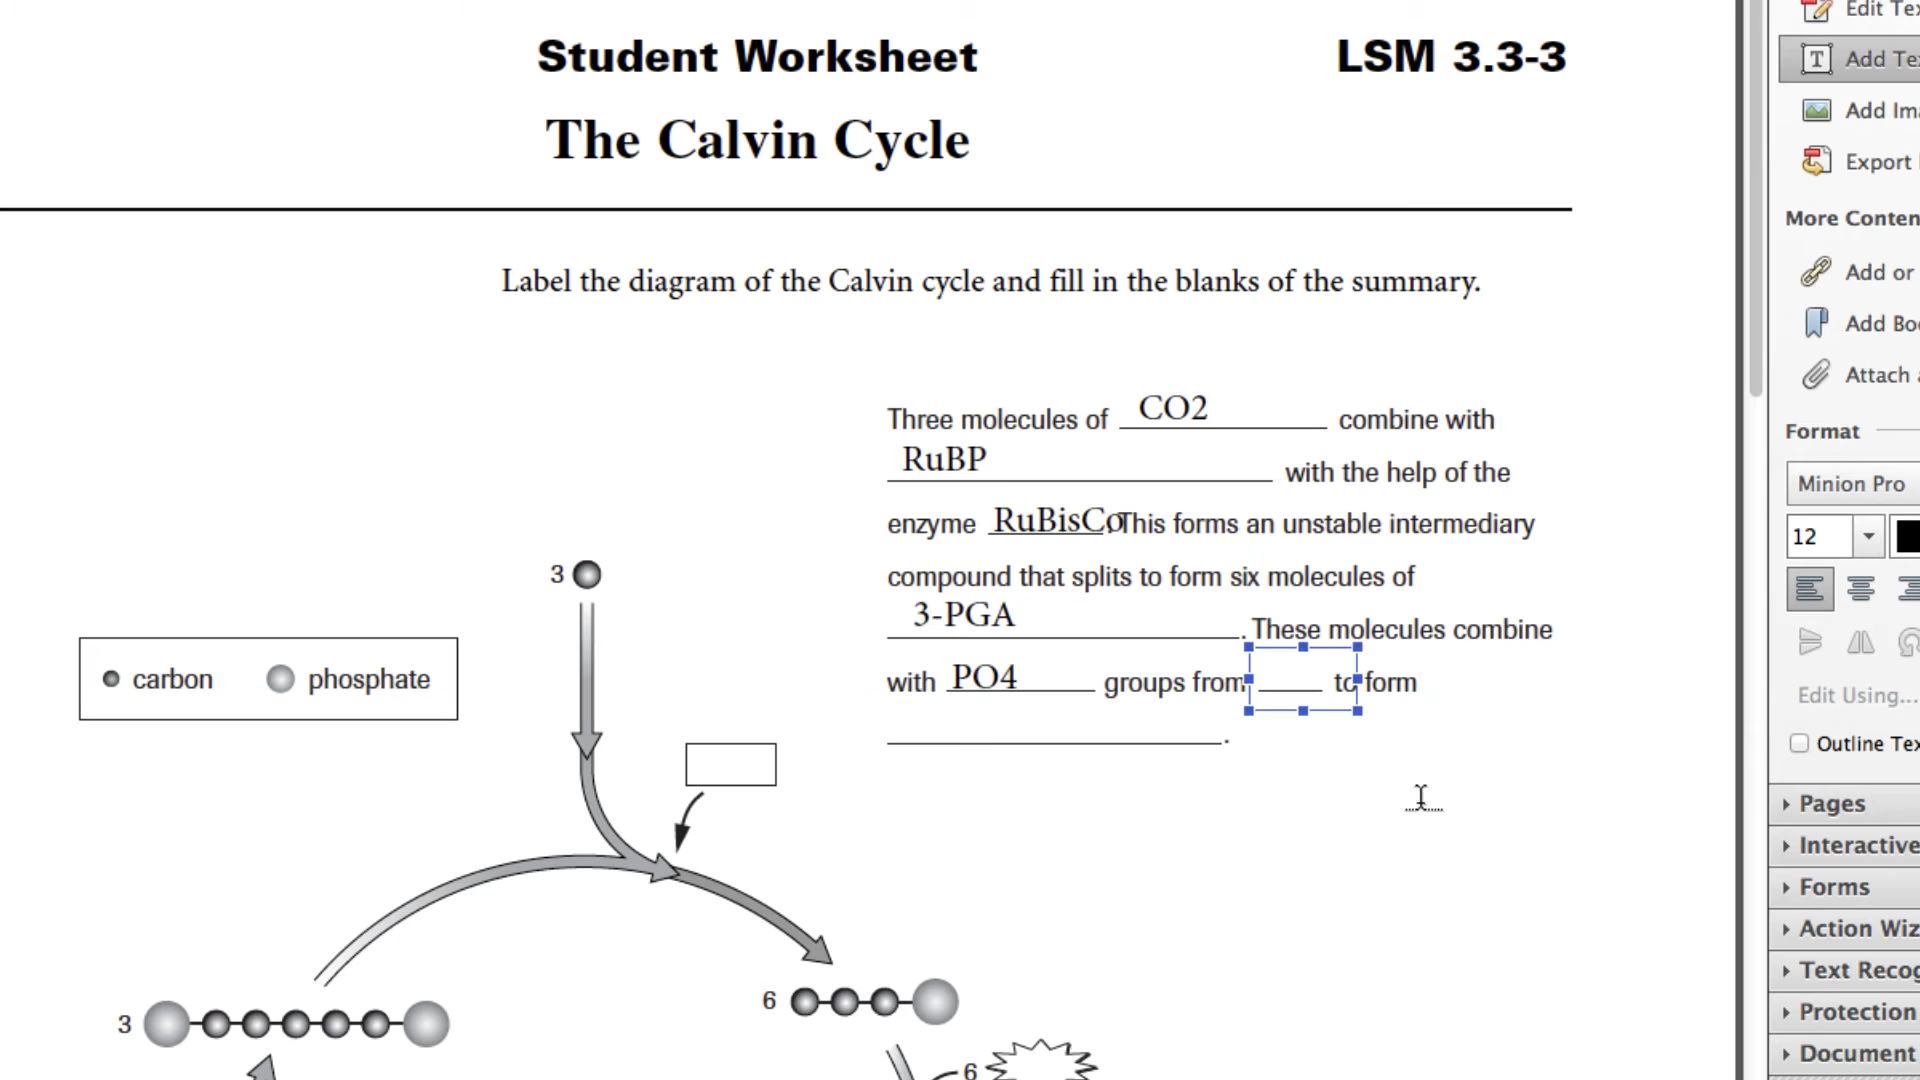 Student Worksheet LSM 3.3-3
The Calvin Cycle
Label the diagram of the Calvin cycle and fill in the blanks of the summary.
Three molecules of CO2 combine with
RuBP with the help of the
enzyme RuBisCo. This forms an unstable intermediary
compound that splits to form six molecules of
3-PGA. These molecules combine
with PO4 groups from to form
.
3
carbon phosphate
6
3
6
Edit Te
Add Te
Add Im
Export
More Conten
Add or
Add Bo
Attach
Format
Minion Pro
12
Edit Using...
Outline Te
Pages
Interactive
Forms
Action Wiz
Text Recog
Protection
Document